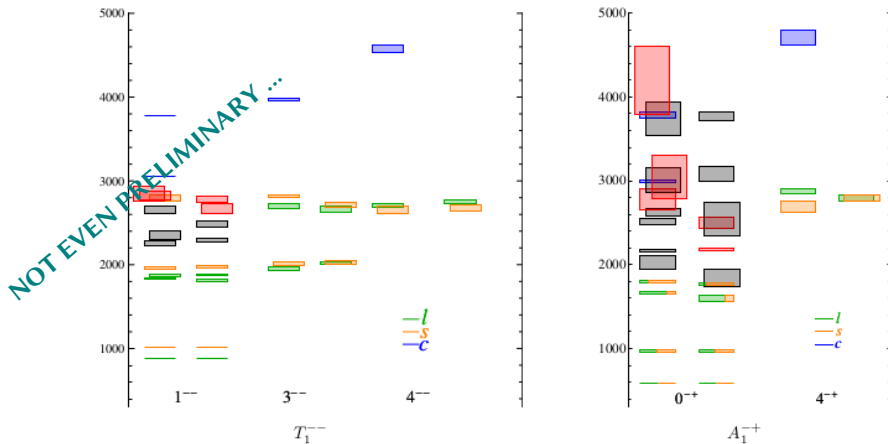 5000
4000
3000
2000
1000
NOT EVEN PRELIMINARY ...
l
s
c
1⁻⁻
3⁻⁻
4⁻⁻
T₁⁻⁻
5000
4000
3000
2000
1000
l
s
c
0⁻⁺
4⁻⁺
A₁⁻⁺